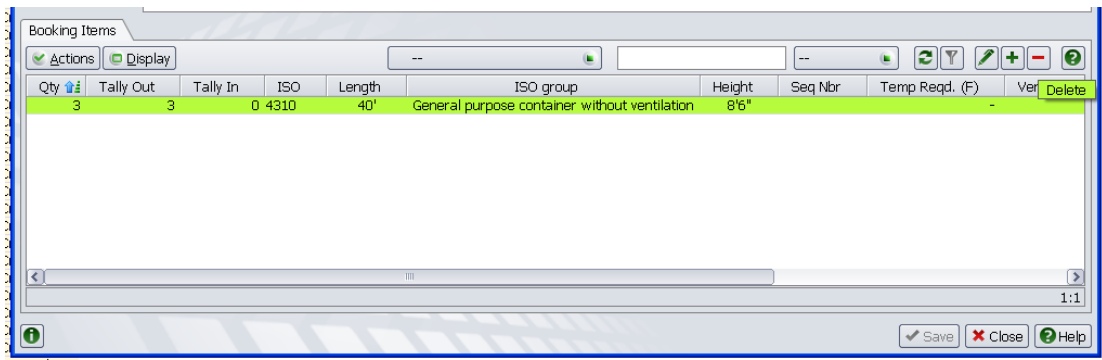 Booking Items
Actions Display -- --
Qty Tally Out Tally In ISO Length ISO group Height Seq Nbr Temp Reqd. (F) Ver Delete
3 3 0 4310 40' General purpose container without ventilation 8'6" -
1:1
Save Close Help